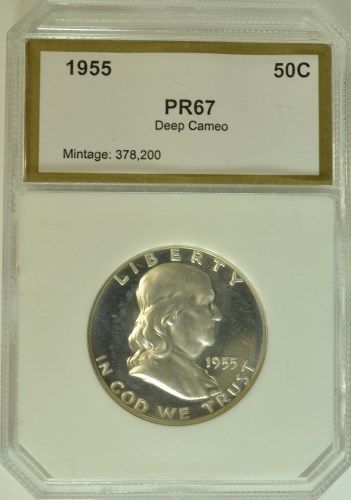 1955 50C
PR67
Deep Cameo
Mintage: 378,200
LIBERTY
1955
IN GOD WE TRUST